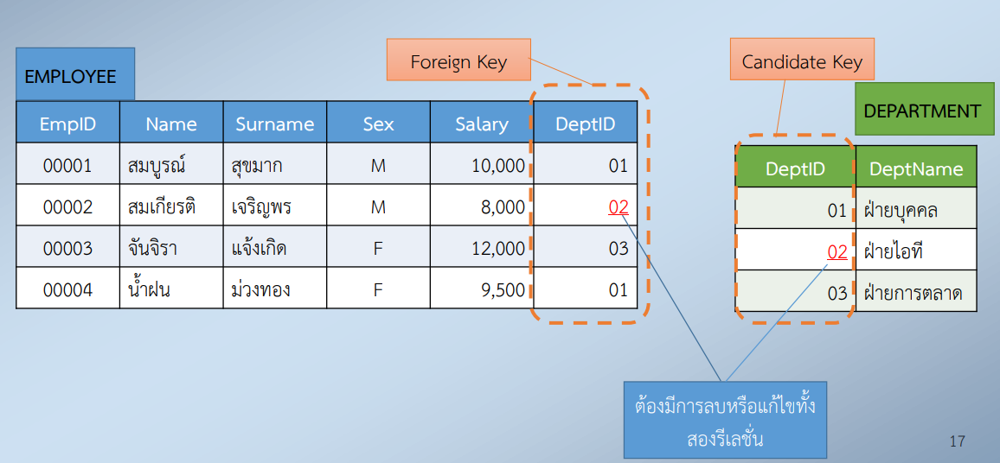 Foreign Key
Candidate Key
EMPLOYEE
DEPARTMENT
EmpID Name Surname Sex Salary DeptID
00001 สมบูรณ์ สุขมาก M 10,000 01
00002 สมเกียรติ เจริญพร M 8,000 02
00003 จันจิรา แจ้งเกิด F 12,000 03
00004 น้ำฝน ม่วงทอง F 9,500 01
DeptID DeptName
01 ฝ่ายบุคคล
02 ฝ่ายไอที
03 ฝ่ายการตลาด
ต้องมีการลบหรือแก้ไขทั้ง
สองรีเลชั่น
17